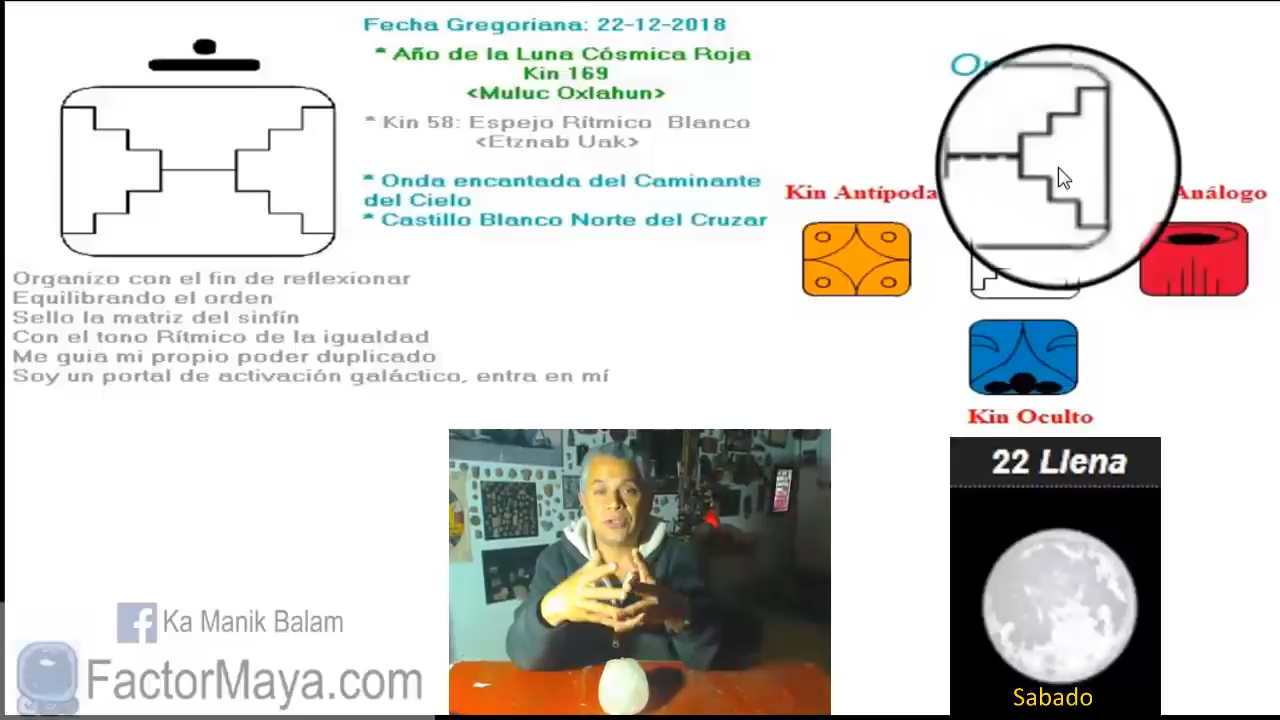 Fecha Gregoriana: 22-12-2018
* Año de la Luna Cósmica Roja
Kin 169
<Muluc Oxlahun>
* Kin 58: Espejo Rítmico Blanco
<Etznab Uak>
* Onda encantada del Caminante
del Cielo
* Castillo Blanco Norte del Cruzar
Organizo con el fin de reflexionar
Equilibrando el orden
Sello la matriz del sinfín
Con el tono Rítmico de la igualdad
Me guia mi propio poder duplicado
Soy un portal de activación galáctico, entra en mí
Kin Antípoda
Análogo
Kin Oculto
22 Llena
Sabado
Ka Manik Balam
FactorMaya.com